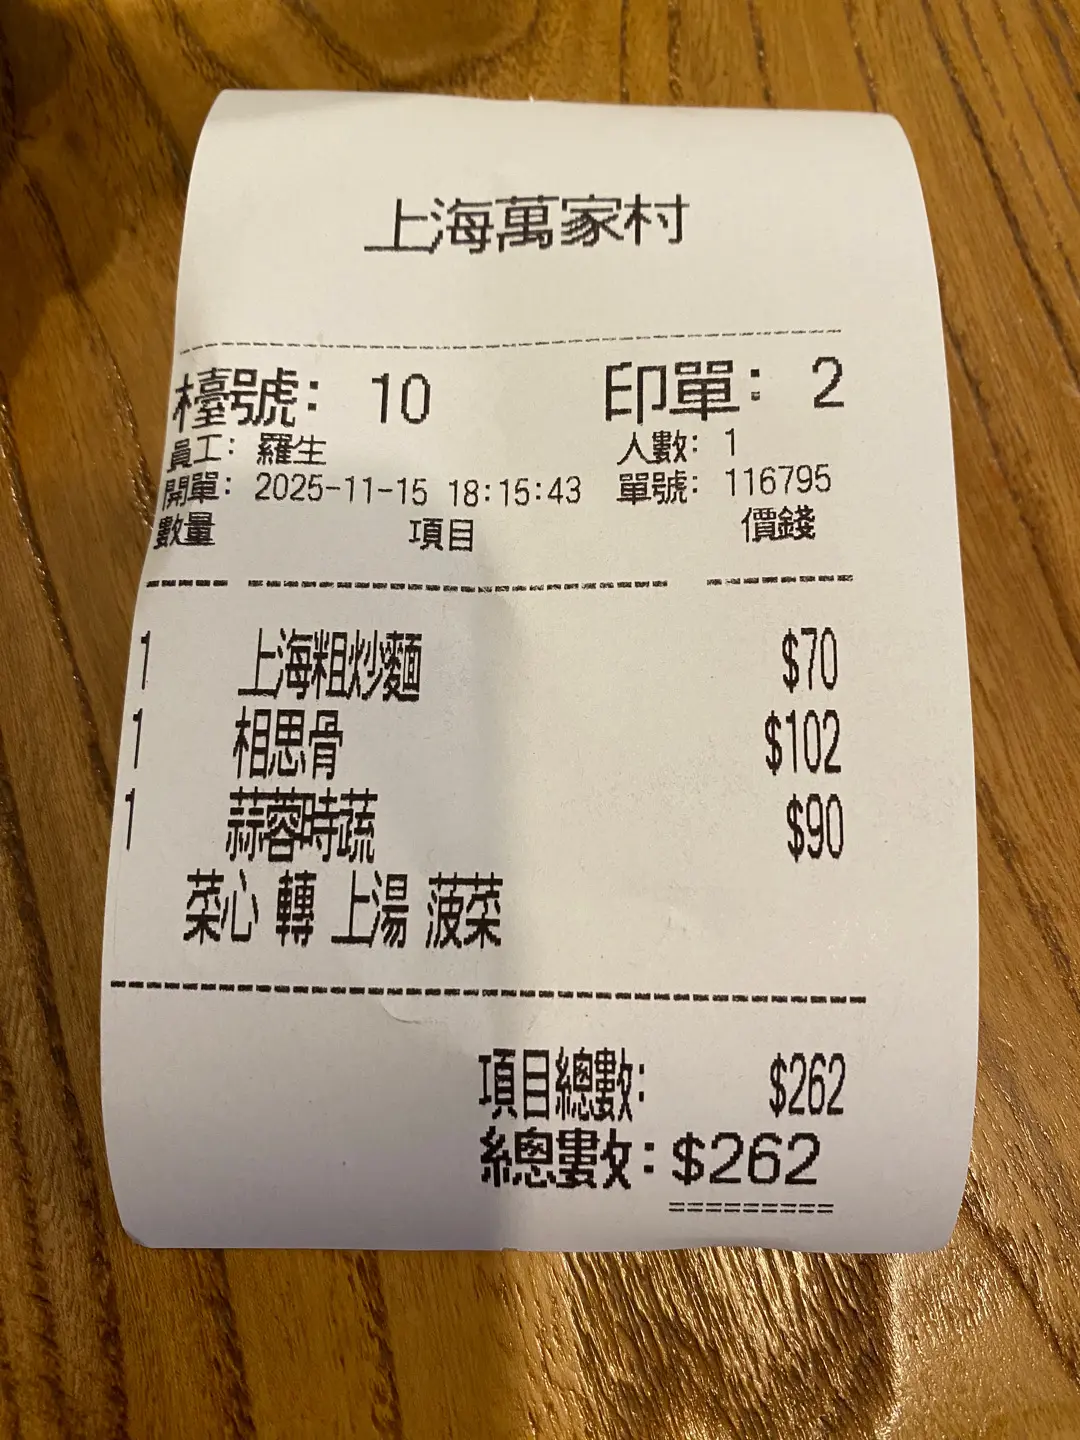 上海萬家村
檯號: 10 印單: 2
員工: 羅生 人數: 1
開單: 2025-11-15 18:15:43 單號: 116795
數量 項目 價錢
1 上海粗炒麵 $70
1 相思骨 $102
1 蒜蓉時蔬 $90
菜心 轉 上湯 菠菜
項目總數: $262
總數: $262
=========